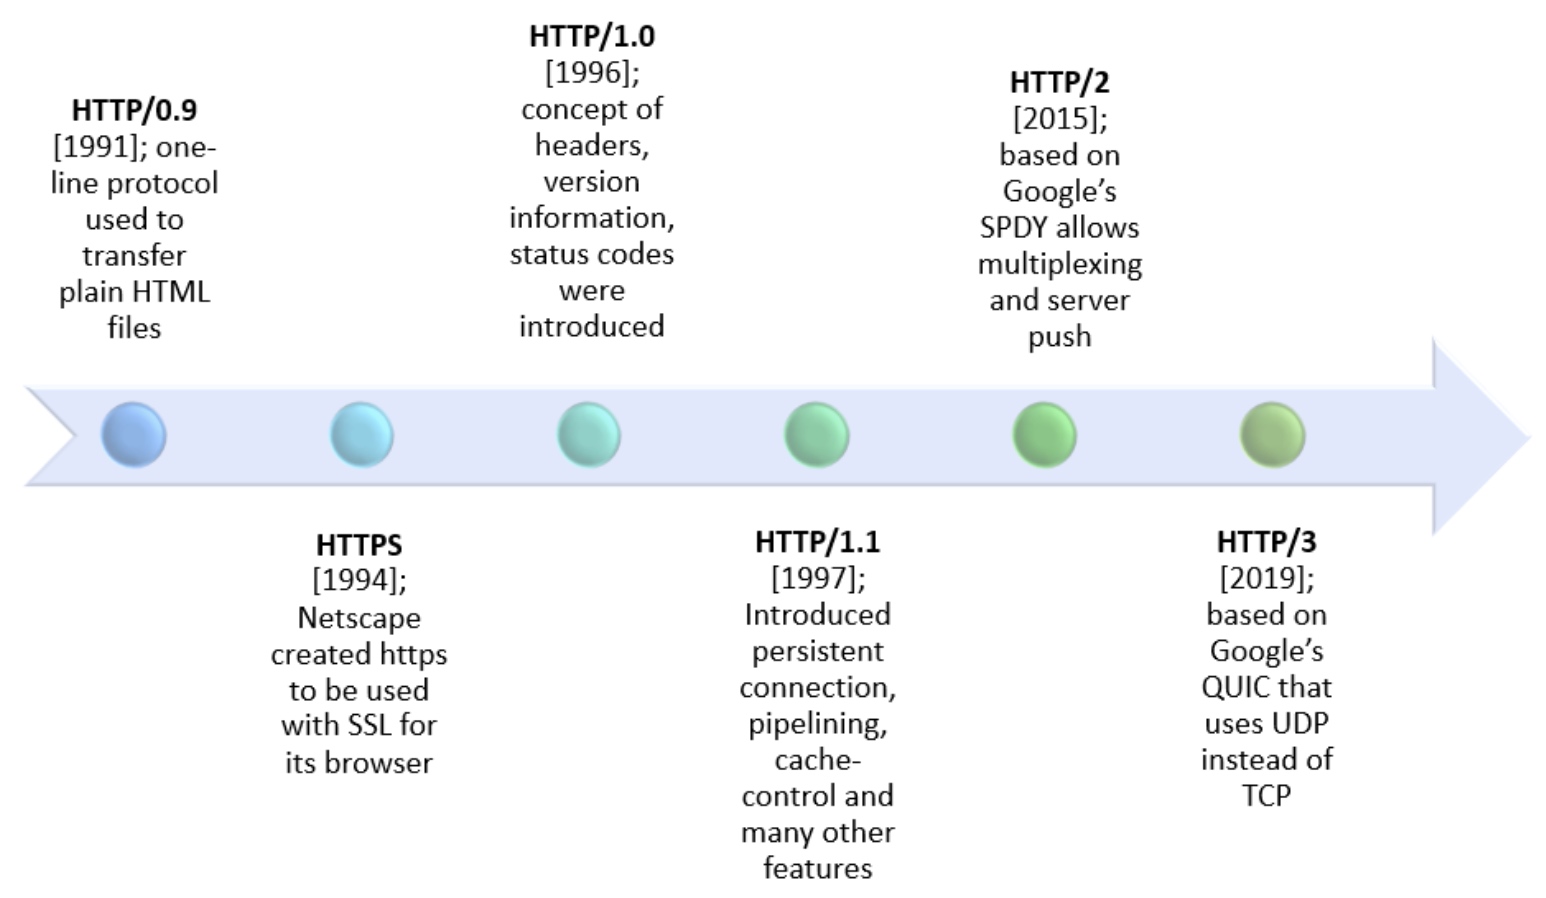 HTTP/0.9
[1991]; one-
line protocol
used to
transfer
plain HTML
files
HTTPS
[1994];
Netscape
created https
to be used
with SSL for
its browser
HTTP/1.0
[1996];
concept of
headers,
version
information,
status codes
were
introduced
HTTP/1.1
[1997];
Introduced
persistent
connection,
pipelining,
cache-
control and
many other
features
HTTP/2
[2015];
based on
Google’s
SPDY allows
multiplexing
and server
push
HTTP/3
[2019];
based on
Google’s
QUIC that
uses UDP
instead of
TCP